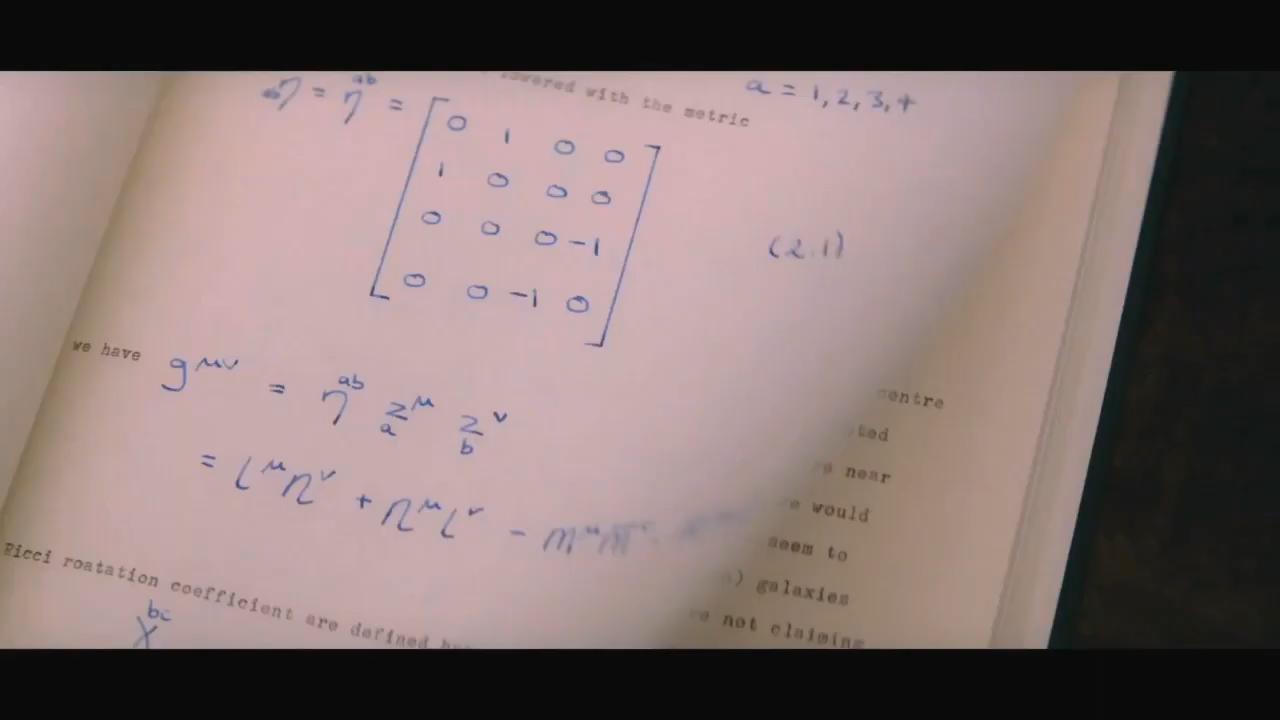 lowered with the metric
a = 1, 2, 3, 4
η = η^{ab} = [ 0 1 0 0
1 0 0 0
0 0 0 -1
0 0 -1 0 ]
(2.1)
we have g^{μν} = η^{ab} z_a^μ z_b^ν
= l^μ n^ν + n^μ l^ν - m^μ m̄^ν -
Ricci roatation coefficient are defined
γ^{bc}
centre
near
would
seem to
) galaxies
not claiming